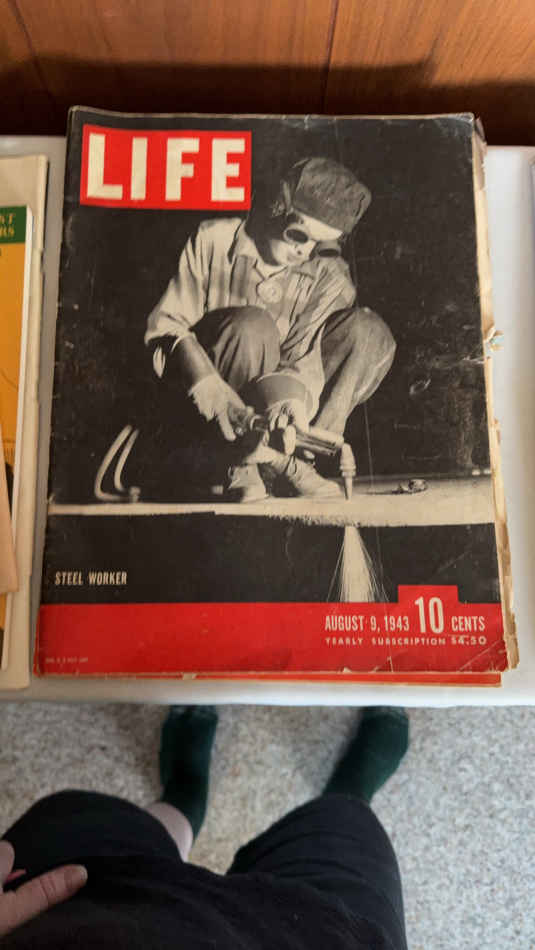 LIFE
STEEL WORKER
AUGUST 9, 1943 10 CENTS
YEARLY SUBSCRIPTION $4.50